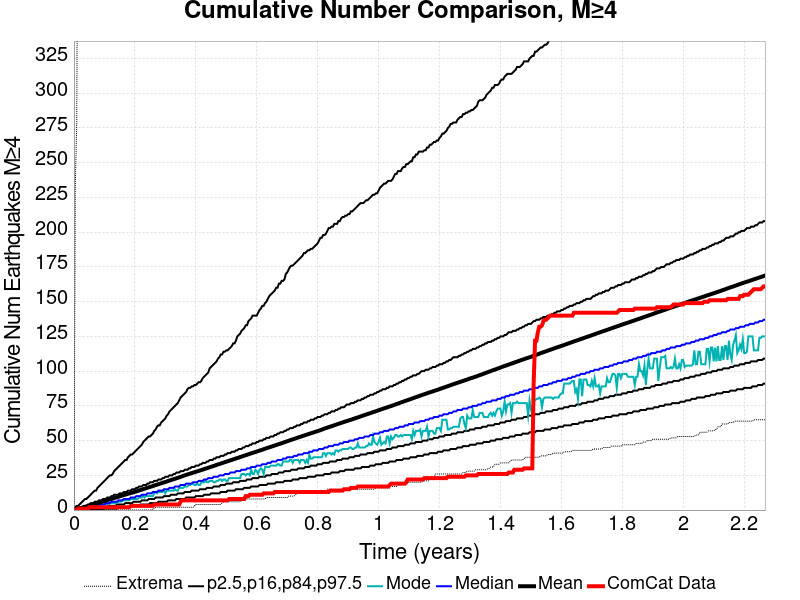 Cumulative Number Comparison, M≥4
Cumulative Num Earthquakes M≥4
325
300
275
250
225
200
175
150
125
100
75
50
25
0
0 0.2 0.4 0.6 0.8 1 1.2 1.4 1.6 1.8 2 2.2
Time (years)
Extrema p2.5,p16,p84,p97.5 Mode Median Mean ComCat Data